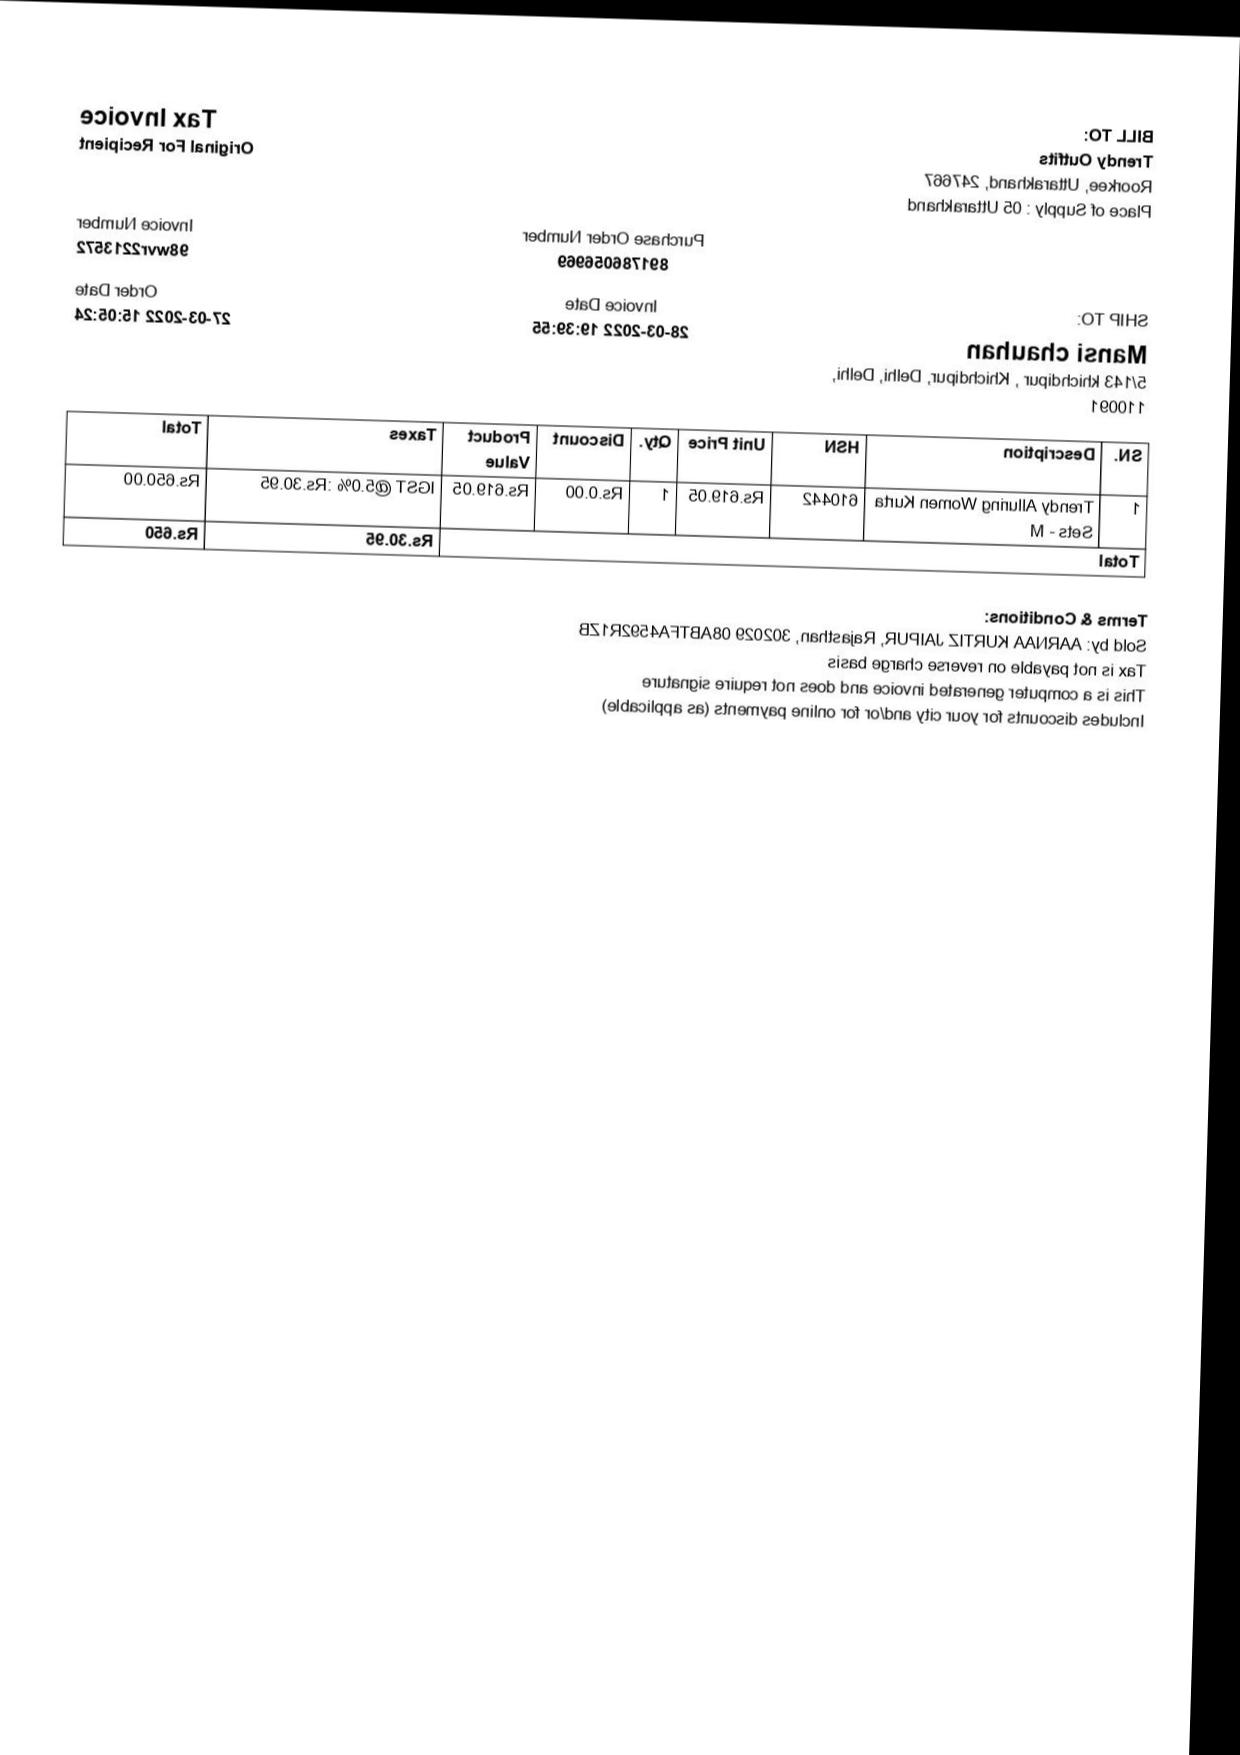 Tax Invoice
Original For Recipient
BILL TO:
Trendy Outfits
Roorkee, Uttarakhand, 247667
Place of Supply : 05 Uttarakhand
Purchase Order Number
891786056969
Invoice Number
98wvr2213572
Invoice Date
28-03-2022 19:39:55
Order Date
27-03-2022 15:05:24
SHIP TO:
Mansi chauhan
5/143 khichdipur , Khichdipur, Delhi, Delhi,
110091
SN. Description HSN Unit Price Qty. Discount Product Value Taxes Total
1 Trendy Alluring Women Kurta 610442 Rs.619.05 1 Rs.0.00 Rs.619.05 IGST @5.0% :Rs.30.95 Rs.650.00
Sets - M
Total Rs.30.95 Rs.650
Terms & Conditions:
Sold by: AARNAA KURTIZ JAIPUR, Rajasthan, 302029 08ABTFA4592R1ZB
Tax is not payable on reverse charge basis
This is a computer generated invoice and does not require signature
Includes discounts for your city and/or for online payments (as applicable)